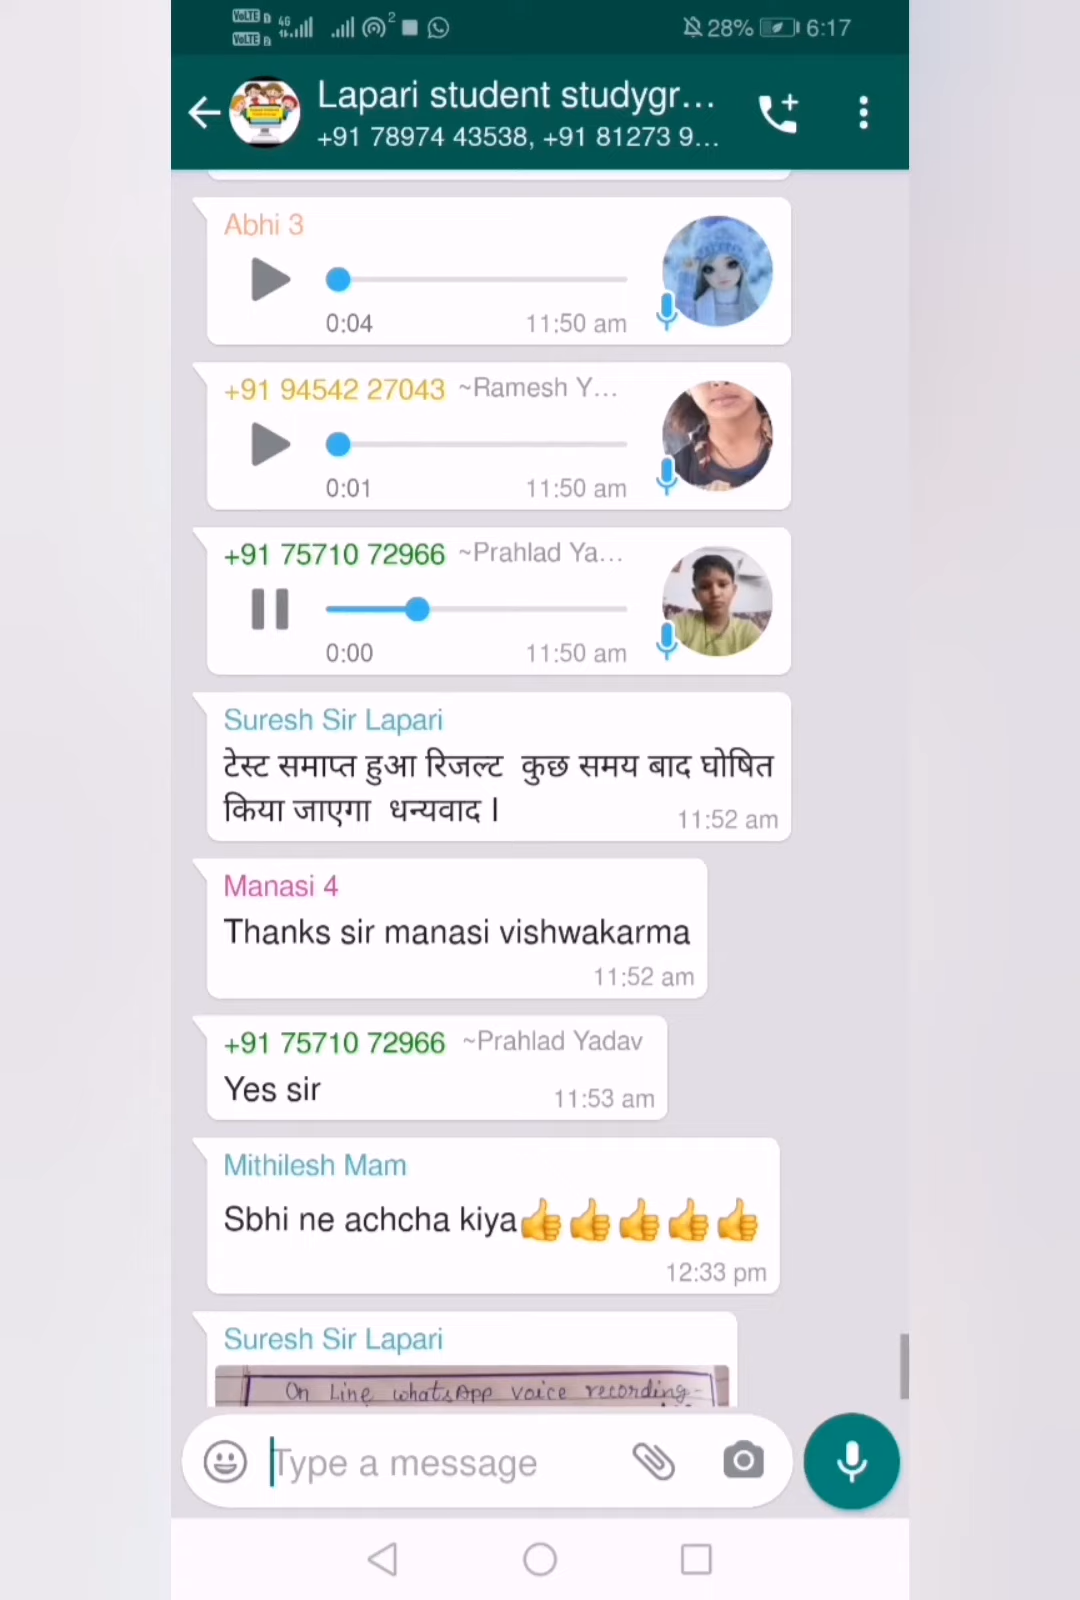 VoLTE
VoLTE
4G
2
28%
6:17
Lapari student studygr...
+91 78974 43538, +91 81273 9...
Abhi 3
0:04
11:50 am
+91 94542 27043 ~Ramesh Y...
0:01
11:50 am
+91 75710 72966 ~Prahlad Ya...
0:00
11:50 am
Suresh Sir Lapari
टेस्ट समाप्त हुआ रिजल्ट कुछ समय बाद घोषित
किया जाएगा धन्यवाद l
11:52 am
Manasi 4
Thanks sir manasi vishwakarma
11:52 am
+91 75710 72966 ~Prahlad Yadav
Yes sir
11:53 am
Mithilesh Mam
Sbhi ne achcha kiya👍👍👍👍👍
12:33 pm
Suresh Sir Lapari
On Line whatsApp voice recording-
Type a message